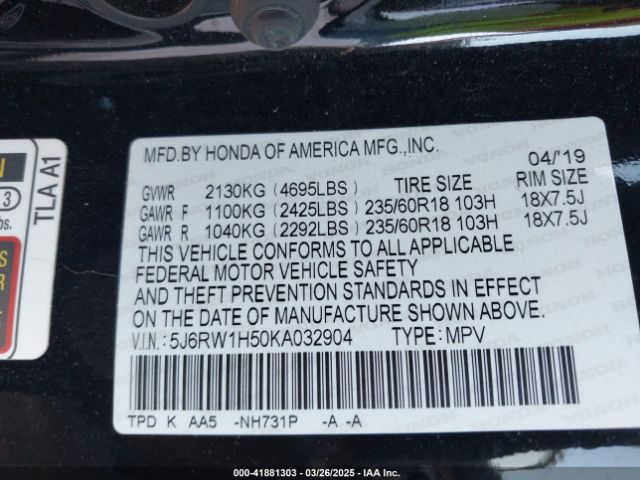 MFD.BY HONDA OF AMERICA MFG.,INC.
04/'19
GVWR 2130KG (4695LBS) TIRE SIZE RIM SIZE
GAWR F 1100KG (2425LBS) 235/60R18 103H 18X7.5J
GAWR R 1040KG (2292LBS) 235/60R18 103H 18X7.5J
THIS VEHICLE CONFORMS TO ALL APPLICABLE
FEDERAL MOTOR VEHICLE SAFETY
AND THEFT PREVENTION STANDARDS IN EFFECT
ON THE DATE OF MANUFACTURE SHOWN ABOVE.
V.I.N: 5J6RW1H50KA032904 TYPE: MPV
TPD K AA5 -NH731P -A -A
TLA A1
3
bs.
000-41881303 | 03/26/2025 | IAA Inc.